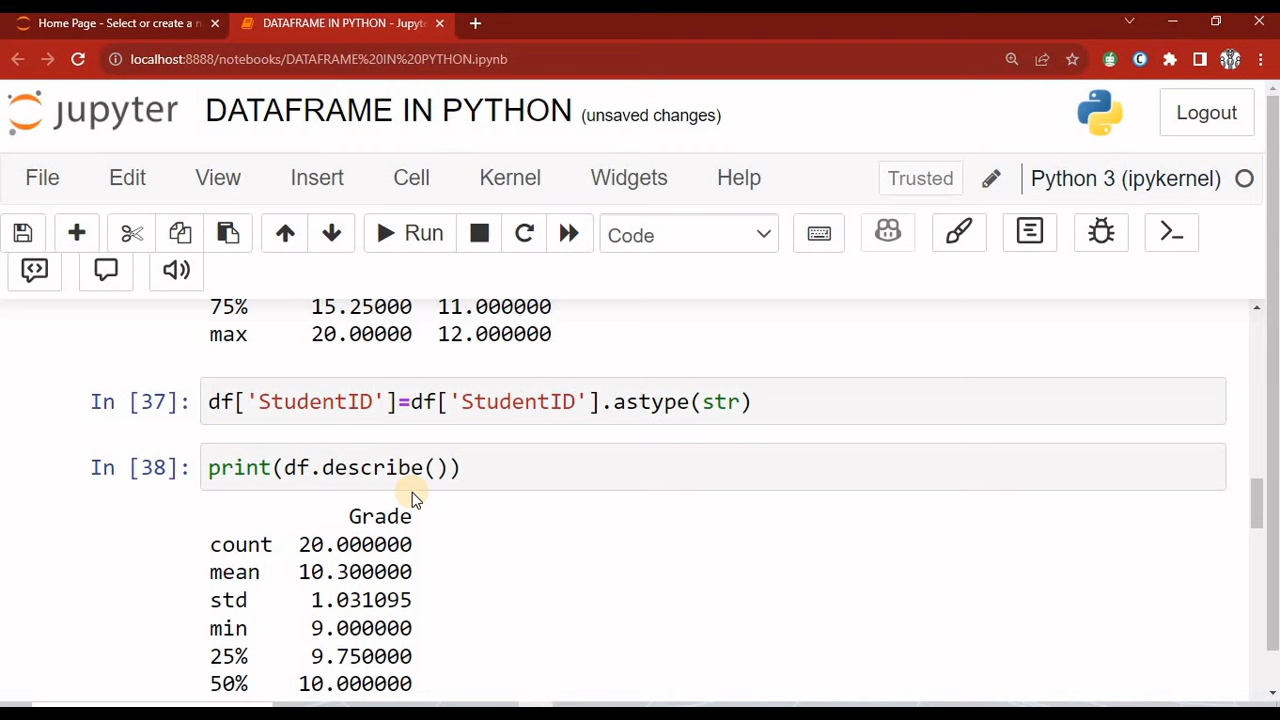 Home Page - Select or create a n
DATAFRAME IN PYTHON - Jupyt
localhost:8888/notebooks/DATAFRAME%20IN%20PYTHON.ipynb
jupyter DATAFRAME IN PYTHON (unsaved changes)
Logout
File Edit View Insert Cell Kernel Widgets Help Trusted Python 3 (ipykernel)
Run Code
75% 15.25000 11.000000
max 20.00000 12.000000
In [37]: df['StudentID']=df['StudentID'].astype(str)
In [38]: print(df.describe())
Grade
count 20.000000
mean 10.300000
std 1.031095
min 9.000000
25% 9.750000
50% 10.000000